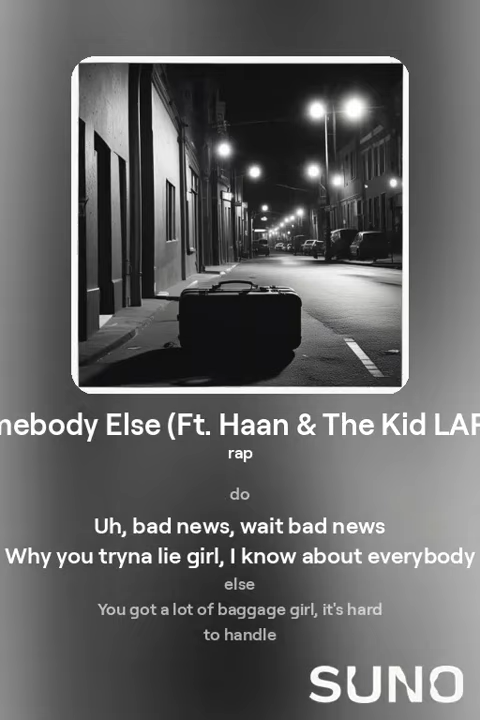 mebody Else (Ft. Haan & The Kid LAR
rap
do
Uh, bad news, wait bad news
Why you tryna lie girl, I know about everybody
else
You got a lot of baggage girl, it's hard
to handle
SUNO